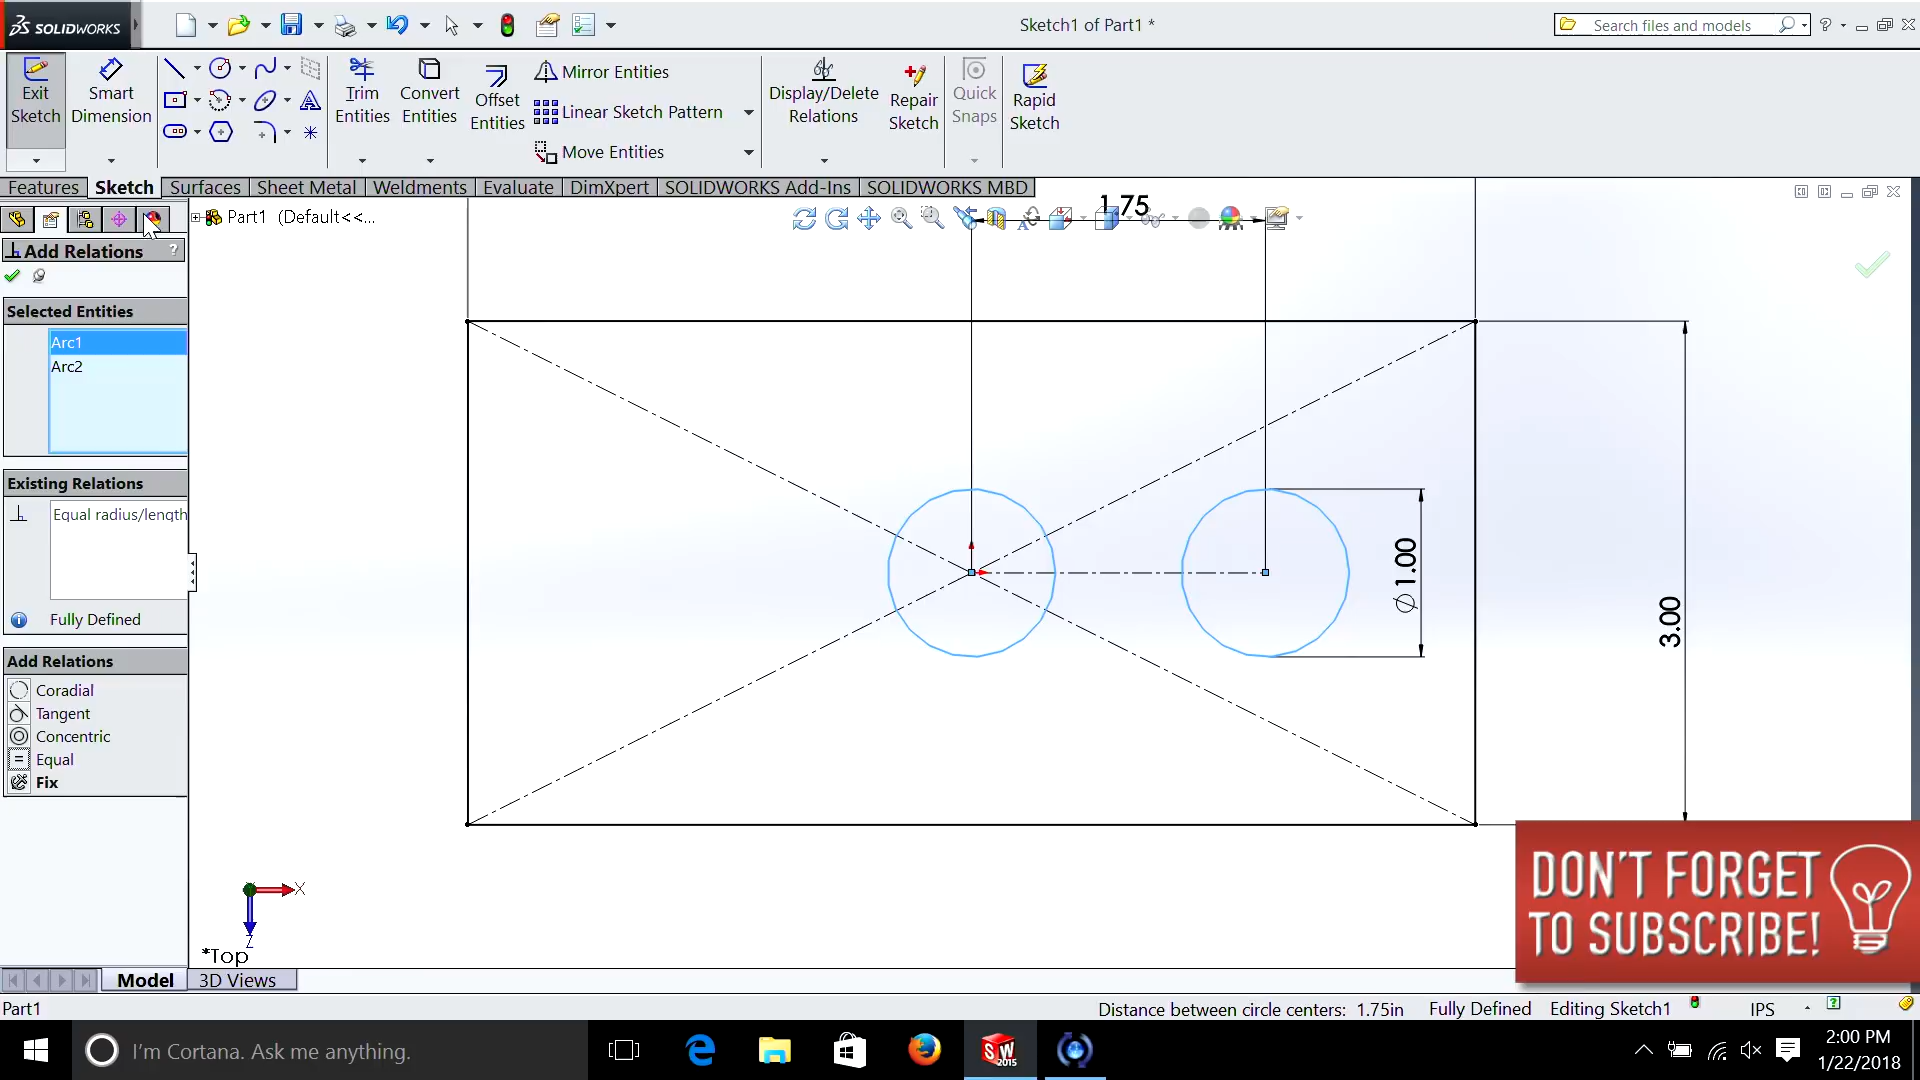 SOLIDWORKS
Sketch1 of Part1 *
Search files and models
?
Exit Sketch
Smart Dimension
Trim Entities
Convert Entities
Offset Entities
Mirror Entities
Linear Sketch Pattern
Move Entities
Display/Delete Relations
Repair Sketch
Quick Snaps
Rapid Sketch
Features
Sketch
Surfaces
Sheet Metal
Weldments
Evaluate
DimXpert
SOLIDWORKS Add-Ins
SOLIDWORKS MBD
Part1 (Default<<...
1.75
Add Relations
?
Selected Entities
Arc1
Arc2
Existing Relations
Equal radius/length
Fully Defined
Add Relations
Coradial
Tangent
Concentric
Equal
Fix
∅1.00
3.00
X
Z
*Top
DON'T FORGET
TO SUBSCRIBE!
Model
3D Views
Part1
Distance between circle centers: 1.75in
Fully Defined
Editing Sketch1
IPS
?
I'm Cortana. Ask me anything.
SW
2015
2:00 PM
1/22/2018